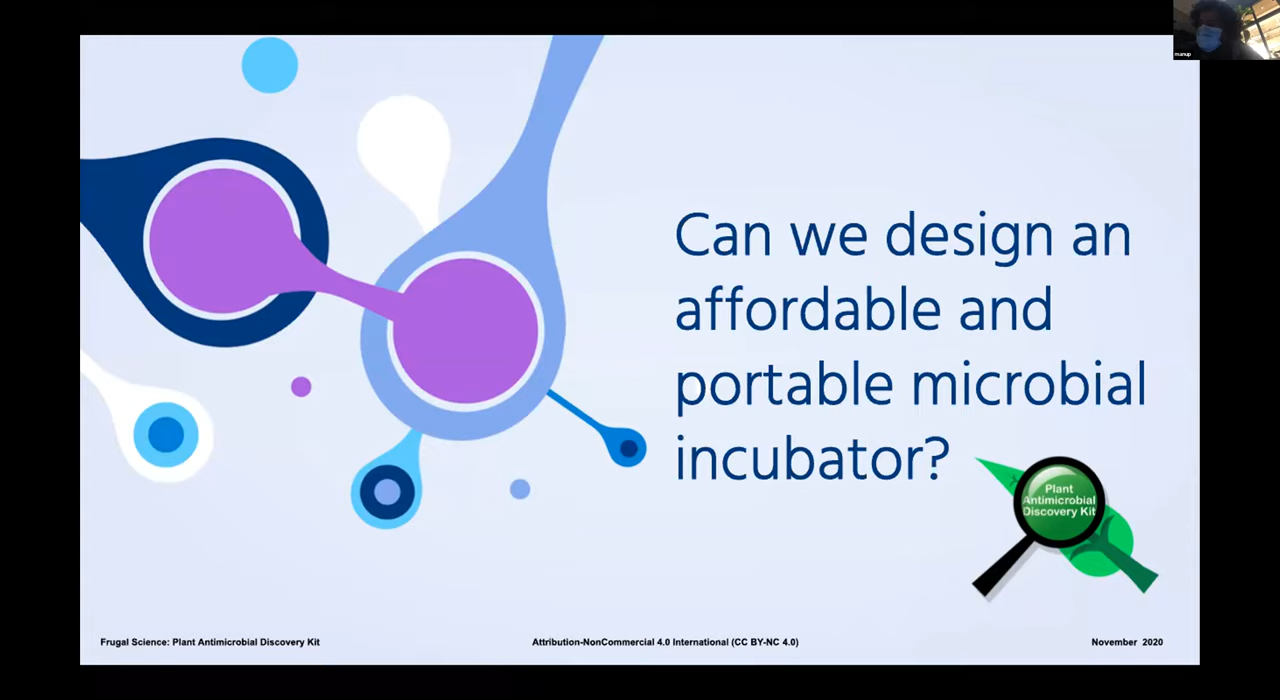 manup
Can we design an
affordable and
portable microbial
incubator?
Plant
Antimicrobial
Discovery Kit
Frugal Science: Plant Antimicrobial Discovery Kit
Attribution-NonCommercial 4.0 International (CC BY-NC 4.0)
November 2020